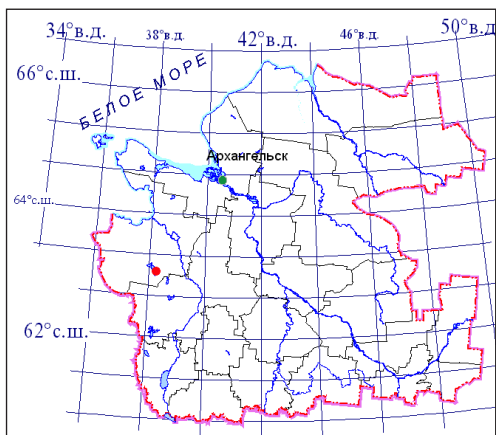 34°в.д.
38°в.д.
42°в.д.
46°в.д.
50°в.д.
66°с.ш.
БЕЛОЕ МОРЕ
Архангельск
64°с.ш.
62°с.ш.